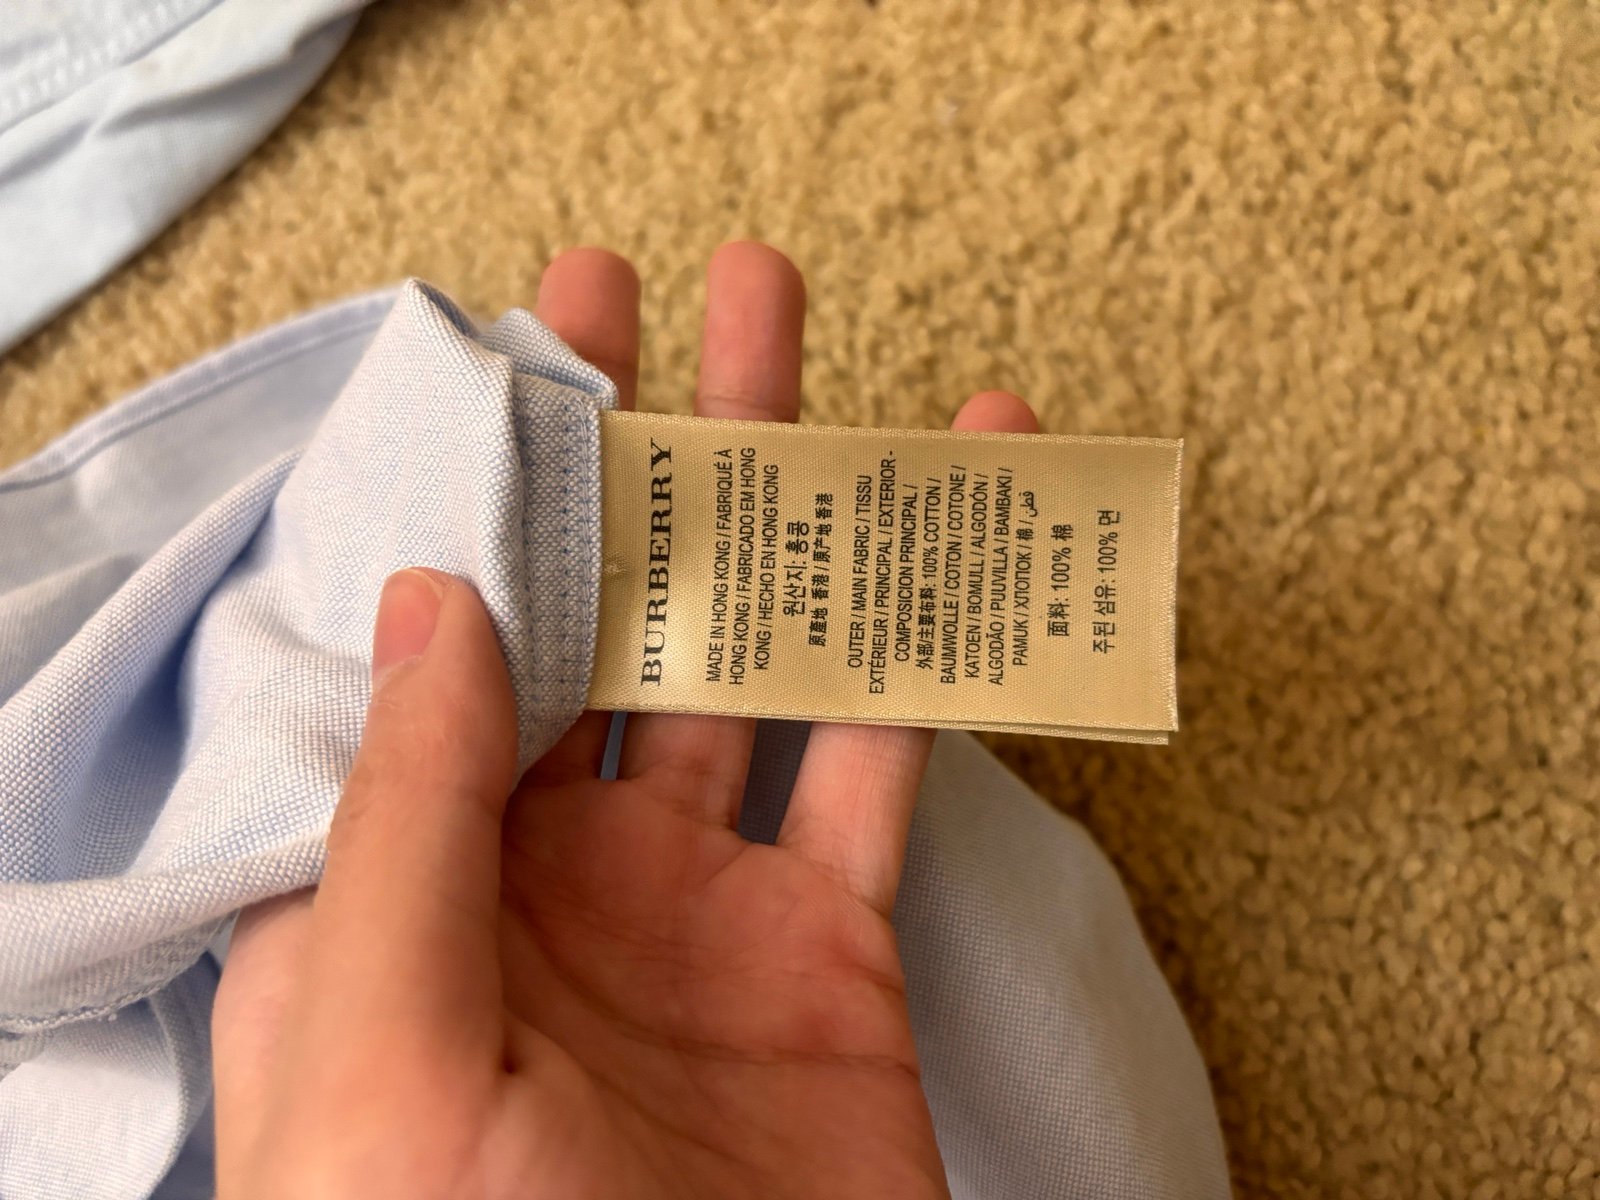 BURBERRY
MADE IN HONG KONG / FABRIQUÉ À
HONG KONG / FABRICADO EM HONG
KONG / HECHO EN HONG KONG
원산지: 홍콩
原產地 香港 / 原产地 香港
OUTER / MAIN FABRIC / TISSU
EXTÉRIEUR / PRINCIPAL / EXTERIOR -
COMPOSICION PRINCIPAL /
外部主要布料: 100% COTTON /
BAUMWOLLE / COTON / COTONE /
KATOEN / BOMULL / ALGODÓN /
ALGODÃO / PUUVILLA / BAMBAKI /
PAMUK / ХЛОПОК / 棉 / قطن
面料: 100% 棉
주된 섬유: 100% 면